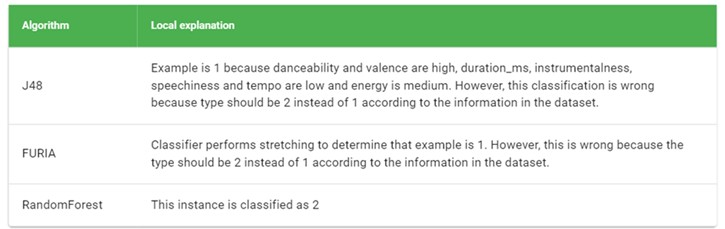 Algorithm Local explanation
J48 Example is 1 because danceability and valence are high, duration_ms, instrumentalness,
speechiness and tempo are low and energy is medium. However, this classification is wrong
because type should be 2 instead of 1 according to the information in the dataset.
FURIA Classifier performs stretching to determine that example is 1. However, this is wrong because the
type should be 2 instead of 1 according to the information in the dataset.
RandomForest This instance is classified as 2